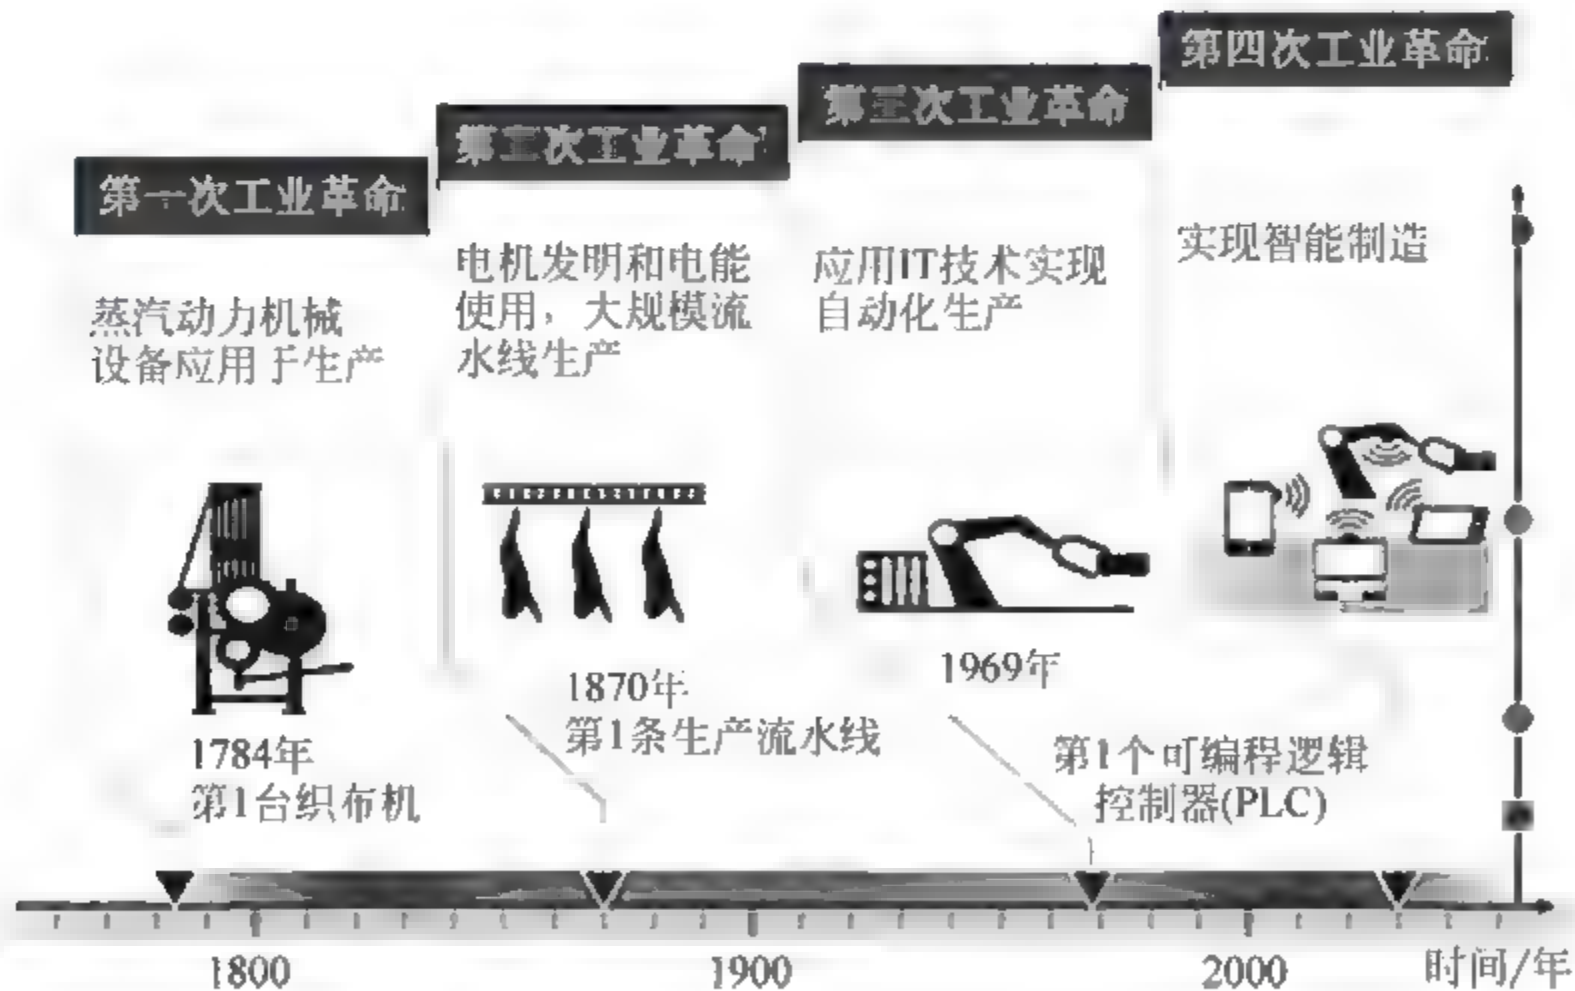 第一次工业革命
蒸汽动力机械
设备应用于生产
1784年
第1台织布机
第二次工业革命
电机发明和电能
使用，大规模流
水线生产
1870年
第1条生产流水线
第三次工业革命
应用IT技术实现
自动化生产
1969年
第1个可编程逻辑
控制器(PLC)
第四次工业革命
实现智能制造
1800
1900
2000
时间/年